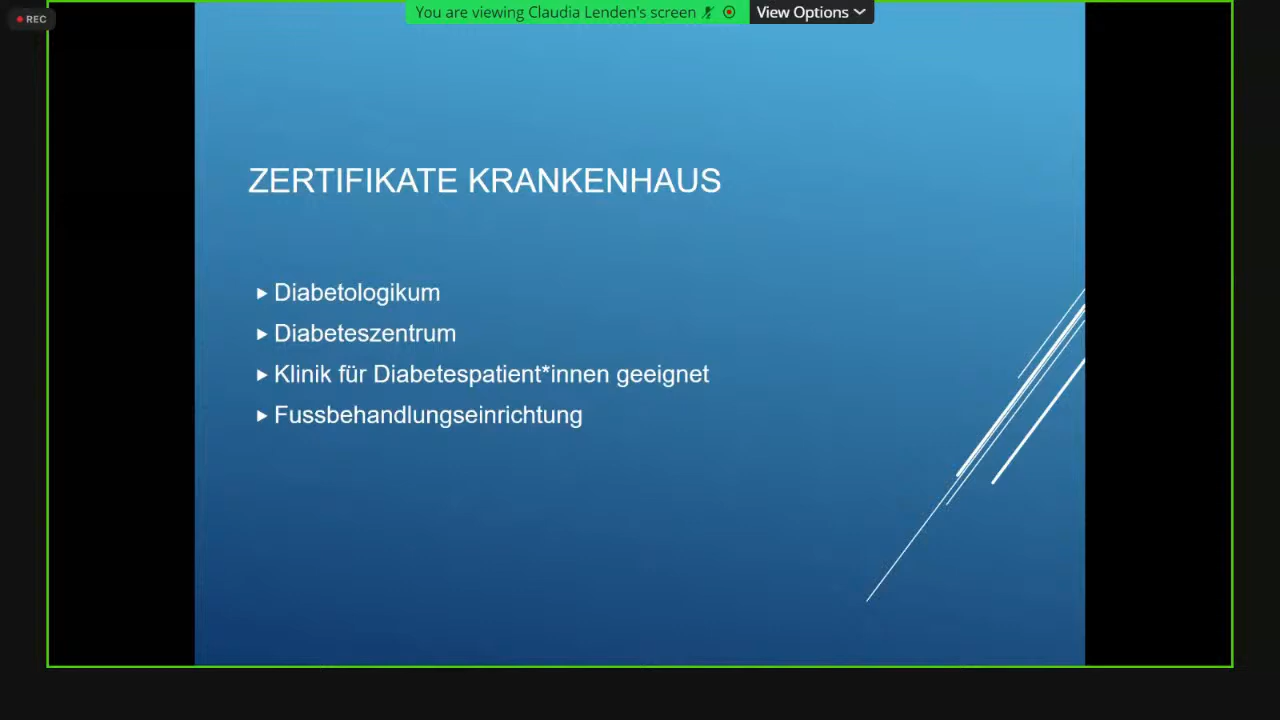 REC
You are viewing Claudia Lenden's screen
View Options
ZERTIFIKATE KRANKENHAUS
Diabetologikum
Diabeteszentrum
Klinik für Diabetespatient*innen geeignet
Fussbehandlungseinrichtung